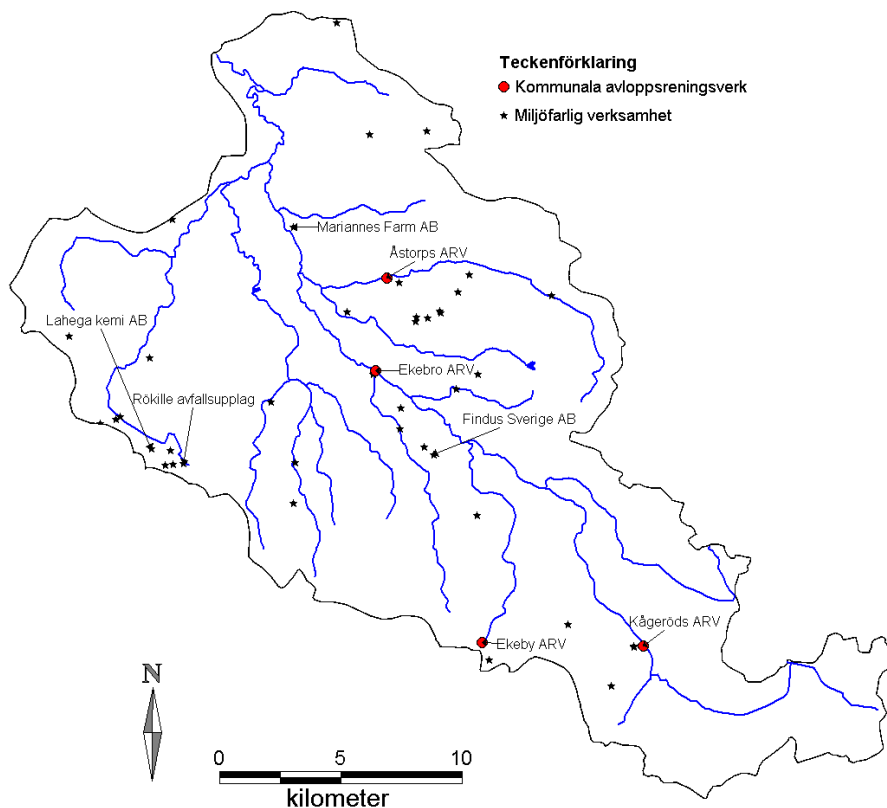 Teckenförklaring
Kommunala avloppsreningsverk
Miljöfarlig verksamhet
Mariannes Farm AB
Åstorps ARV
Lahega kemi AB
Ekebro ARV
Rökille avfallsupplag
Findus Sverige AB
Kågeröds ARV
Ekeby ARV
N
0 5 10
kilometer